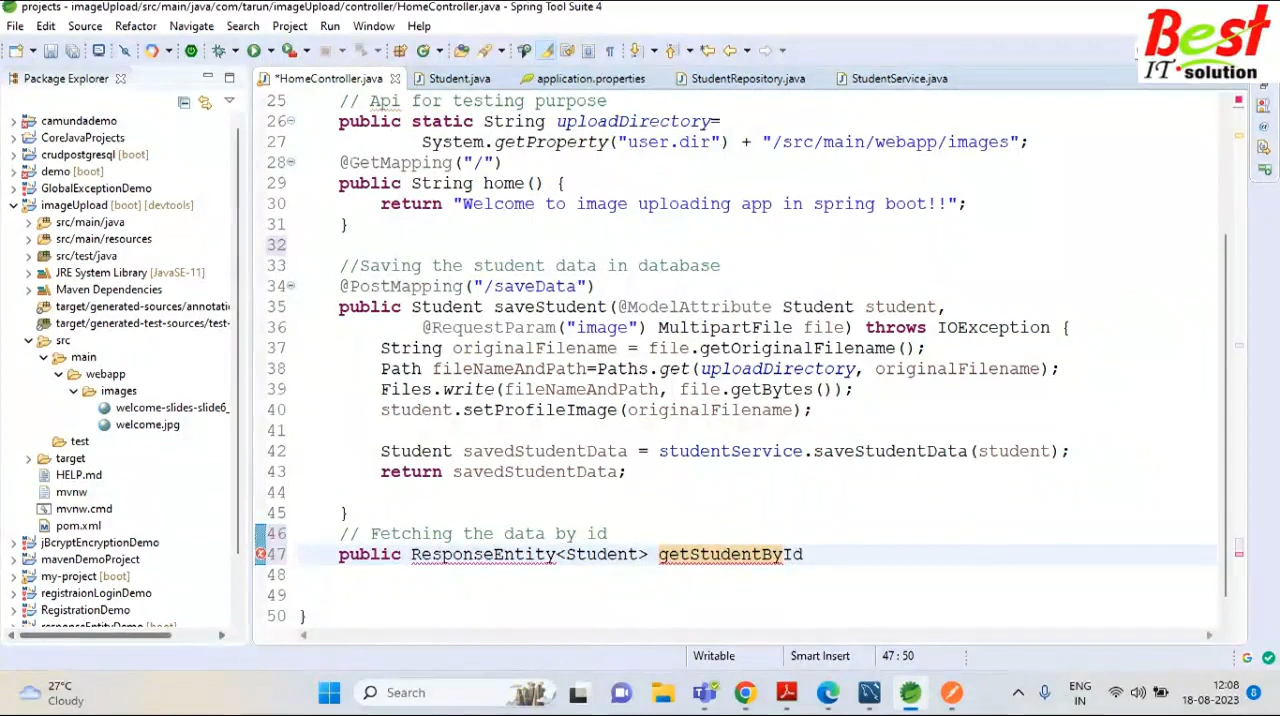 projects - imageUpload/src/main/java/com/tarun/imageUpload/controller/HomeController.java - Spring Tool Suite 4
File Edit Source Refactor Navigate Search Project Run Window Help
Best
IT solution
Package Explorer
*HomeController.java Student.java application.properties StudentRepository.java StudentService.java
camundademo
CoreJavaProjects
crudpostgresql [boot]
demo [boot]
GlobalExceptionDemo
imageUpload [boot] [devtools]
src/main/java
src/main/resources
src/test/java
JRE System Library [JavaSE-11]
Maven Dependencies
target/generated-sources/annotati
target/generated-test-sources/test-
src
main
webapp
images
welcome-slides-slide6_
welcome.jpg
test
target
HELP.md
mvnw
mvnw.cmd
pom.xml
jBcryptEncryptionDemo
mavenDemoProject
my-project [boot]
registraionLoginDemo
RegistrationDemo
responseEntityDemo [boot]
25 // Api for testing purpose
26 public static String uploadDirectory=
27 System.getProperty("user.dir") + "/src/main/webapp/images";
28 @GetMapping("/")
29 public String home() {
30 return "Welcome to image uploading app in spring boot!!";
31 }
32
33 //Saving the student data in database
34 @PostMapping("/saveData")
35 public Student saveStudent(@ModelAttribute Student student,
36 @RequestParam("image") MultipartFile file) throws IOException {
37 String originalFilename = file.getOriginalFilename();
38 Path fileNameAndPath=Paths.get(uploadDirectory, originalFilename);
39 Files.write(fileNameAndPath, file.getBytes());
40 student.setProfileImage(originalFilename);
41
42 Student savedStudentData = studentService.saveStudentData(student);
43 return savedStudentData;
44
45 }
46 // Fetching the data by id
47 public ResponseEntity<Student> getStudentById
48
49
50 }
Writable Smart Insert 47 : 50
27°C
Cloudy
Search
ENG
IN
12:08
18-08-2023
8